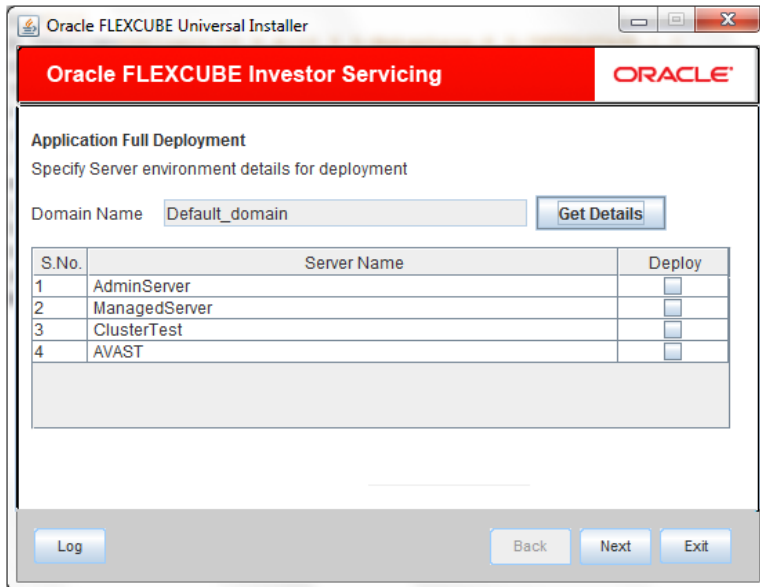 Oracle FLEXCUBE Universal Installer
Oracle FLEXCUBE Investor Servicing
ORACLE
Application Full Deployment
Specify Server environment details for deployment
Domain Name Default_domain Get Details
S.No. Server Name Deploy
1 AdminServer
2 ManagedServer
3 ClusterTest
4 AVAST
Log Back Next Exit